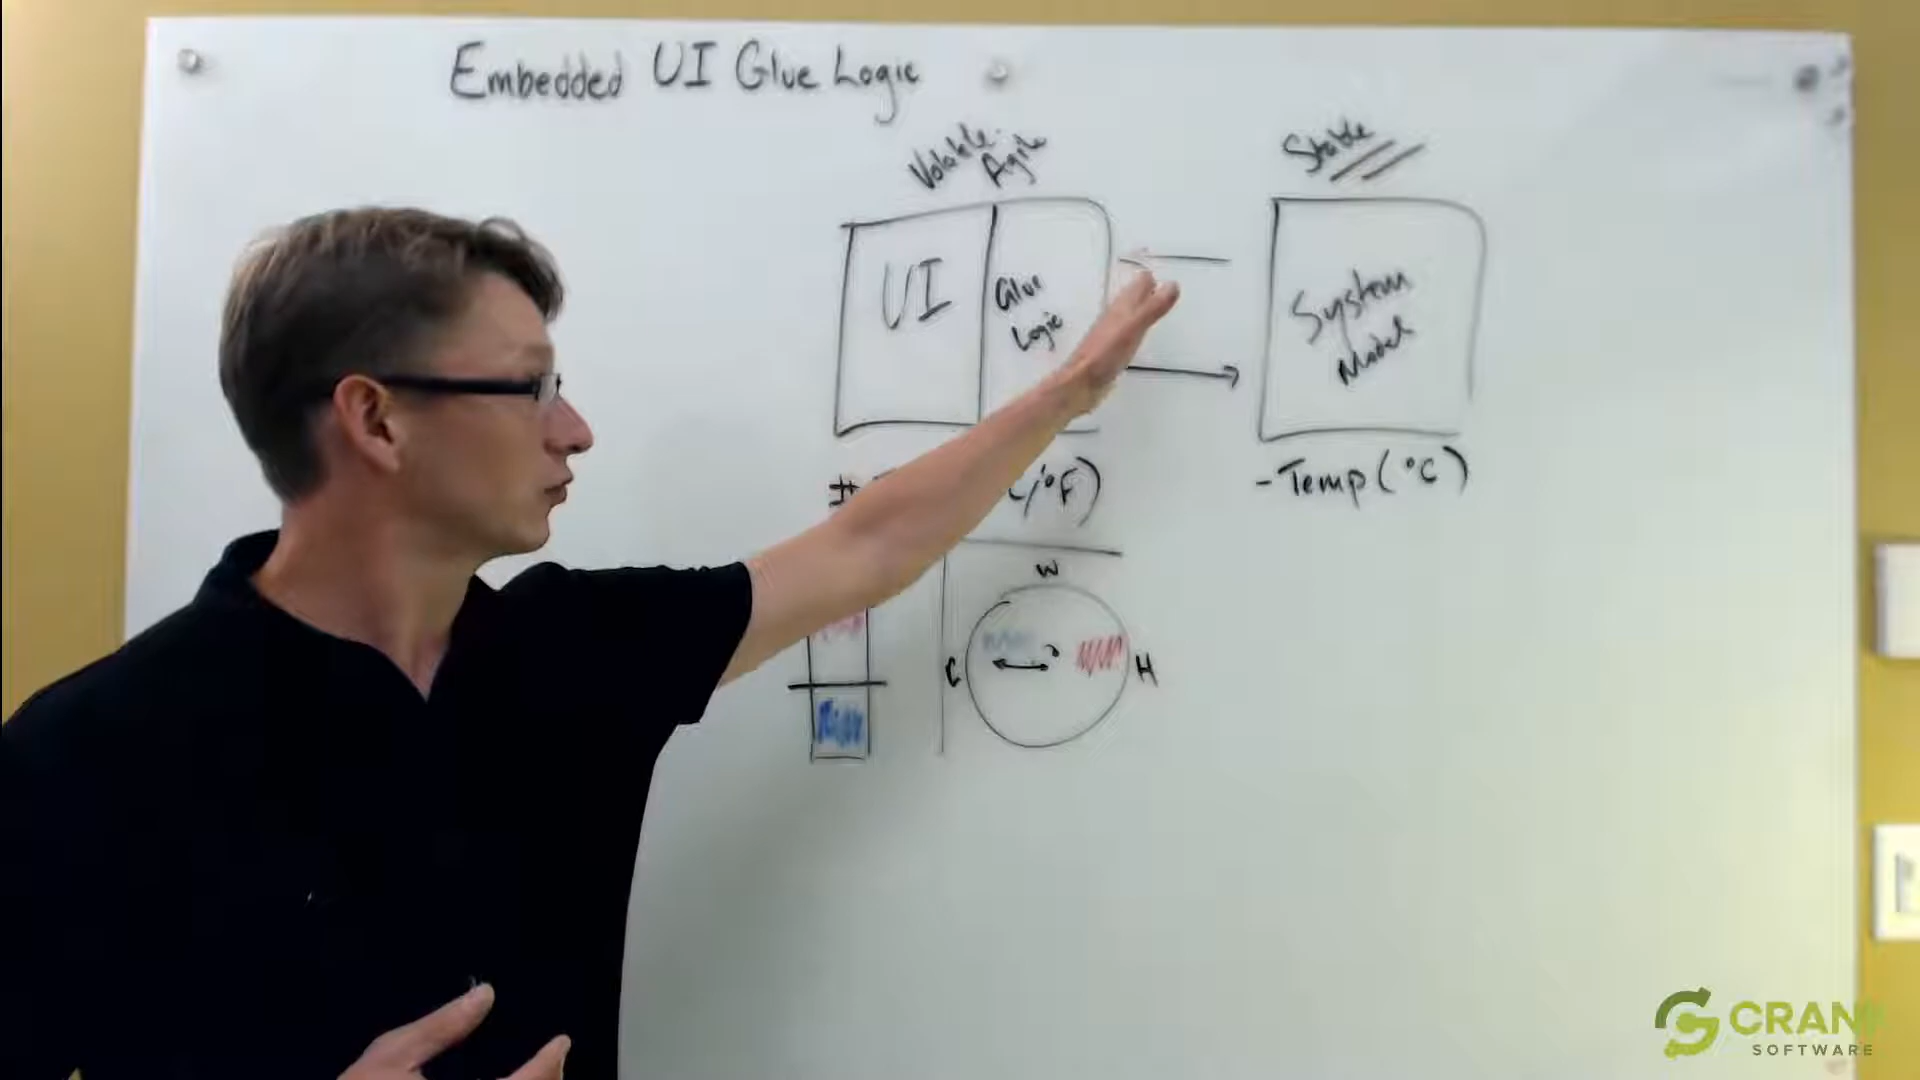 Embedded UI Glue Logic
Volatile
Agile
Stable
UI
Glue
Logic
System
Model
#
/°F)
-Temp (°C)
W
C
H
CRANK
SOFTWARE